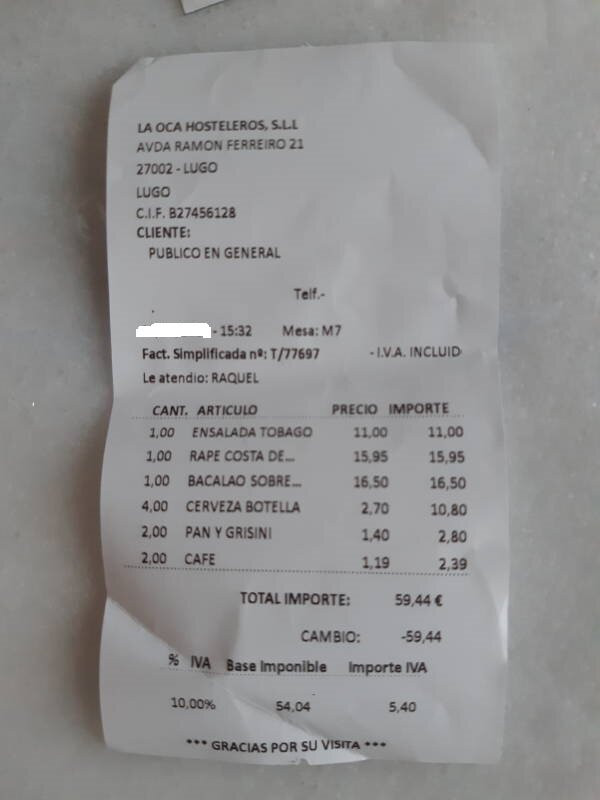 LA OCA HOSTELEROS, S.L.L
AVDA RAMON FERREIRO 21
27002 - LUGO
LUGO
C.I.F. B27456128
CLIENTE:
PUBLICO EN GENERAL
Telf.-
- 15:32 Mesa: M7
Fact. Simplificada nº: T/77697 - I.V.A. INCLUID
Le atendio: RAQUEL
CANT. ARTICULO PRECIO IMPORTE
1,00 ENSALADA TOBAGO 11,00 11,00
1,00 RAPE COSTA DE... 15,95 15,95
1,00 BACALAO SOBRE... 16,50 16,50
4,00 CERVEZA BOTELLA 2,70 10,80
2,00 PAN Y GRISINI 1,40 2,80
2,00 CAFE 1,19 2,39
TOTAL IMPORTE: 59,44 €
CAMBIO: -59,44
% IVA Base Imponible Importe IVA
10,00% 54,04 5,40
*** GRACIAS POR SU VISITA ***